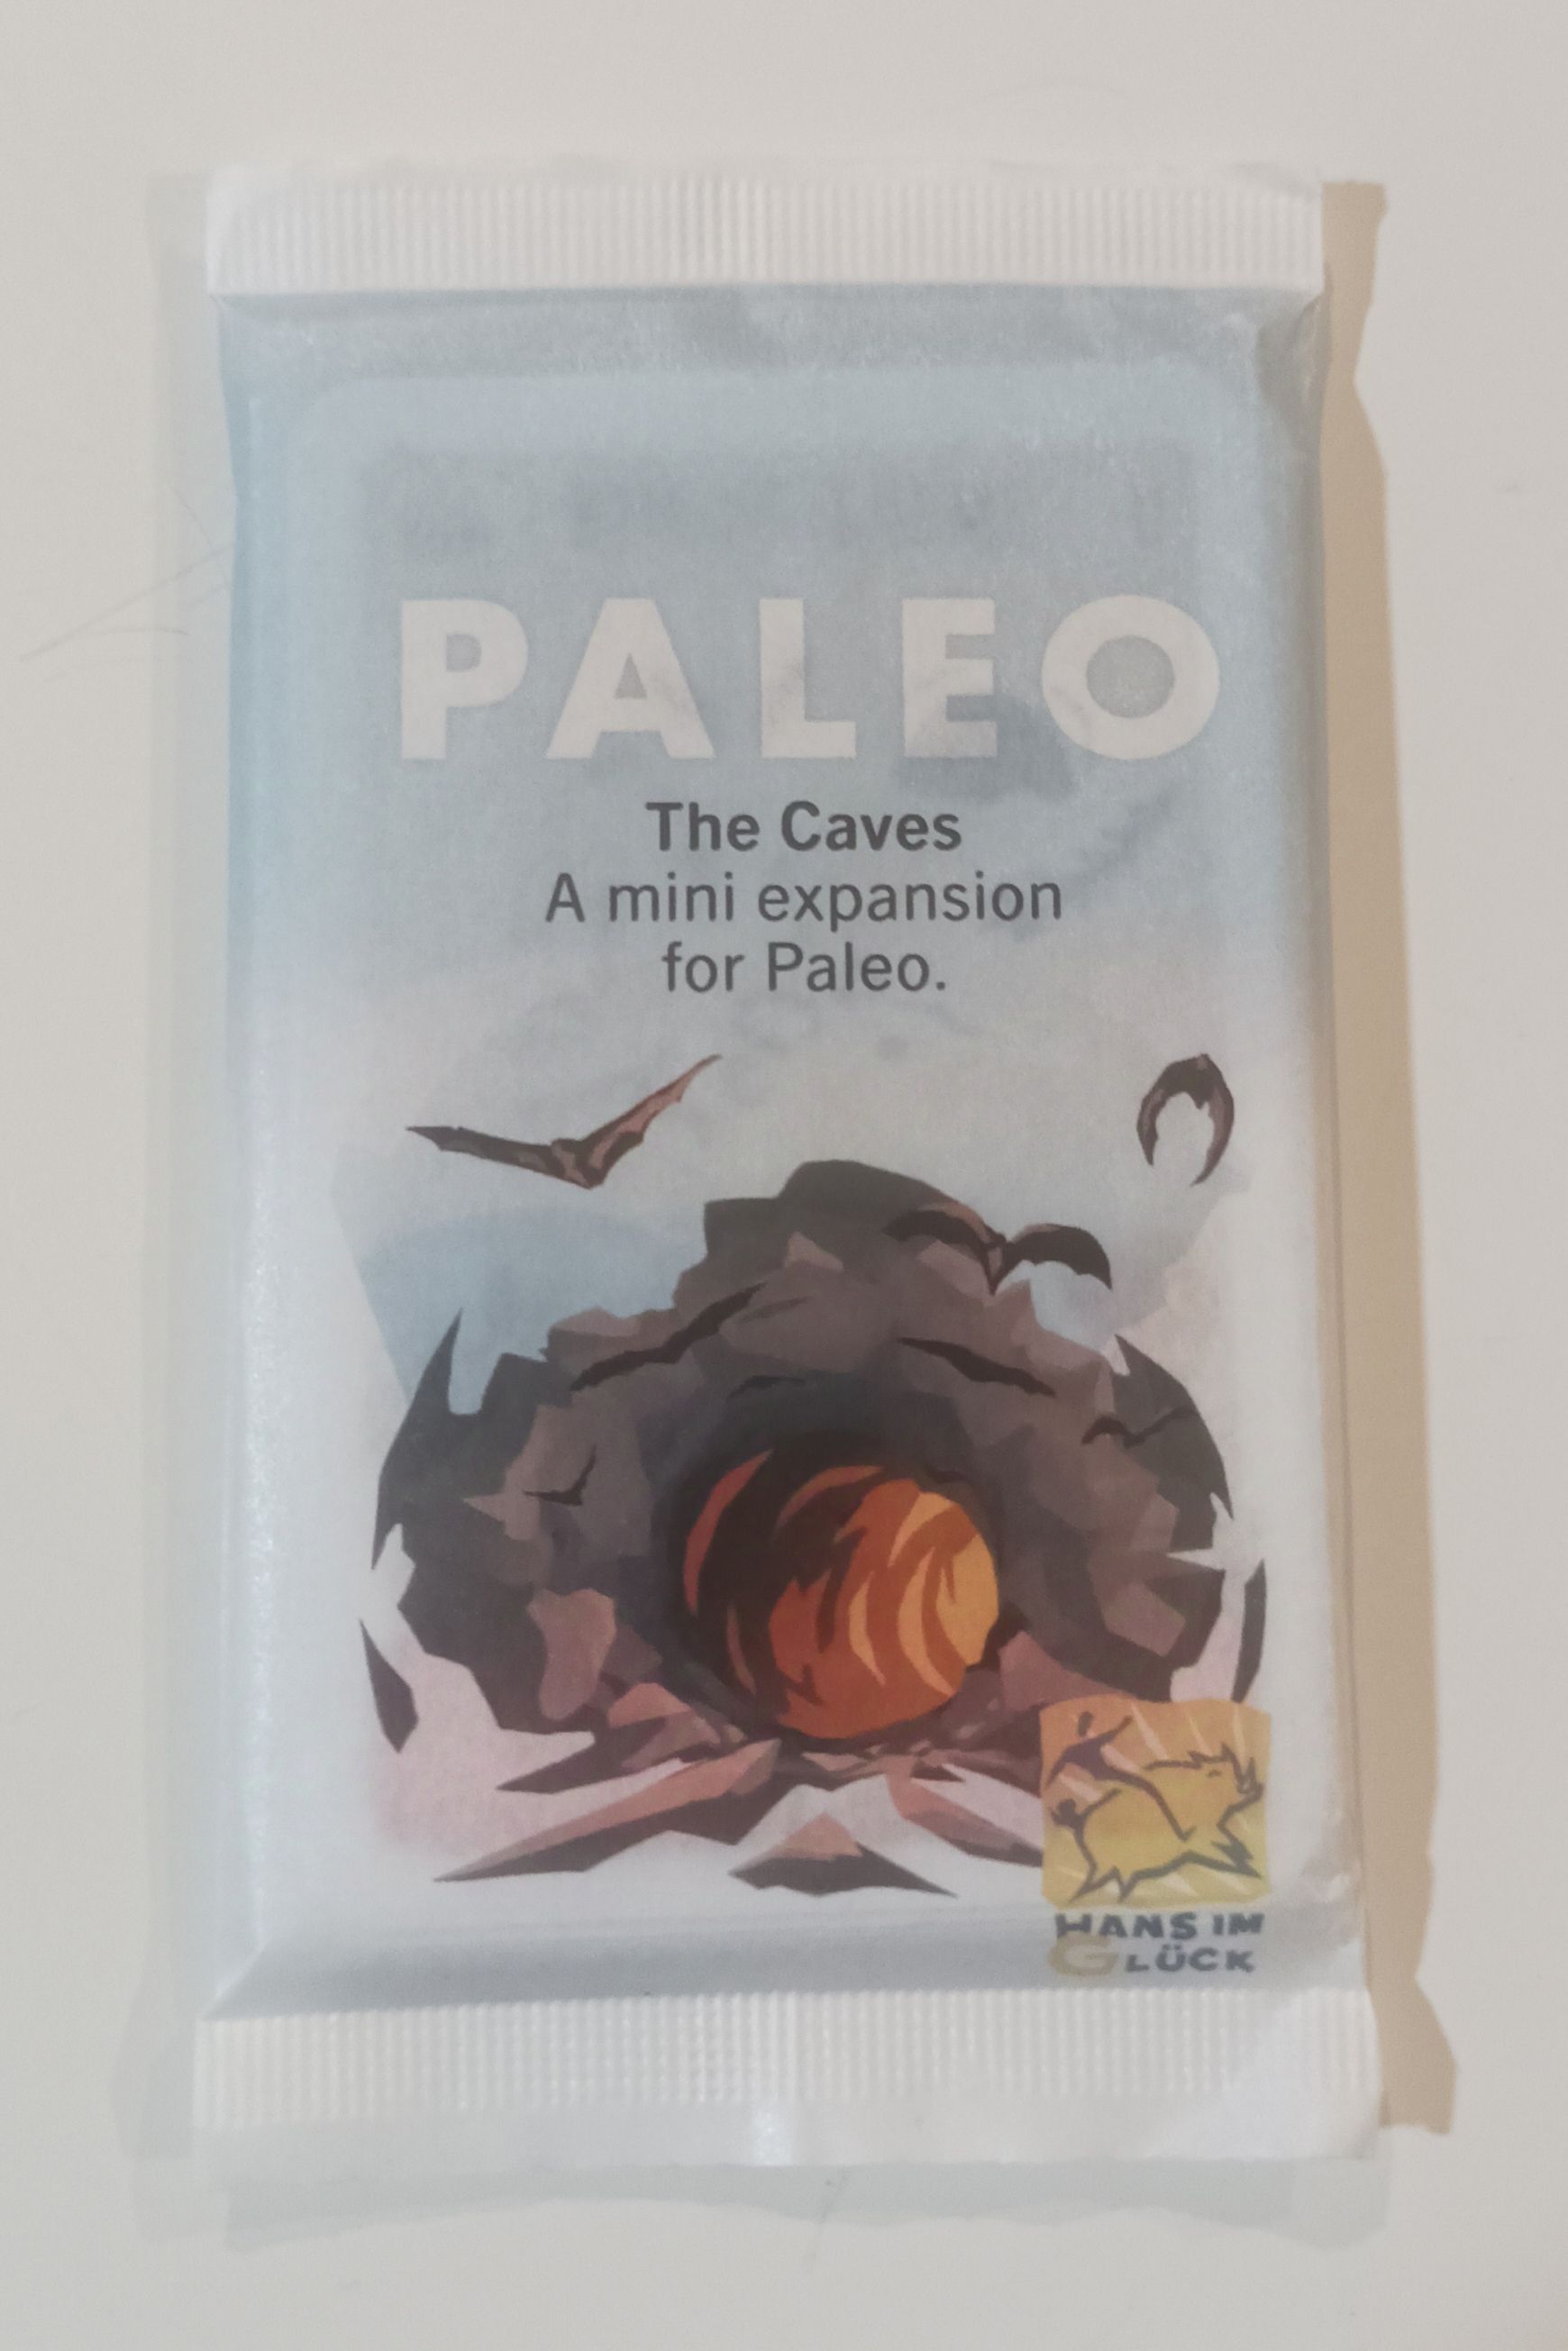 PALEO
The Caves
A mini expansion
for Paleo.
HANS IM
GLÜCK